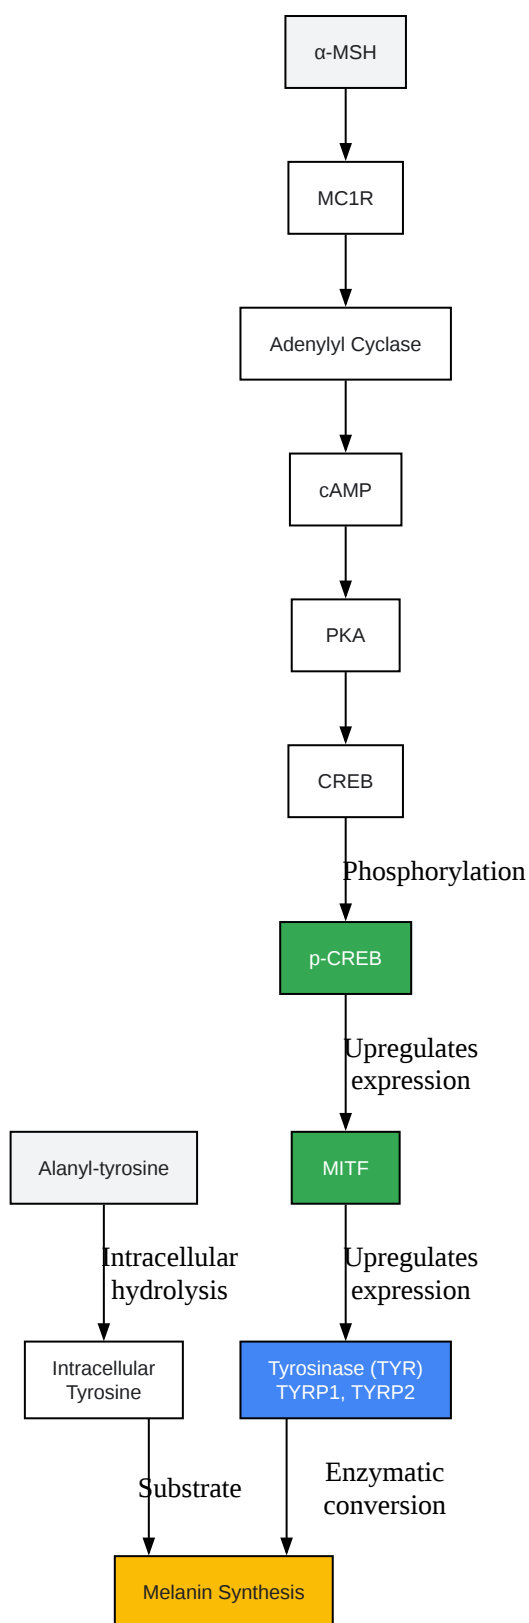 α-MSH
MC1R
Adenylyl Cyclase
cAMP
PKA
CREB
Phosphorylation
p-CREB
Upregulates
expression
Alanyl-tyrosine
MITF
Intracellular
hydrolysis
Upregulates
expression
Intracellular
Tyrosine
Tyrosinase (TYR)
TYRP1, TYRP2
Substrate
Enzymatic
conversion
Melanin Synthesis